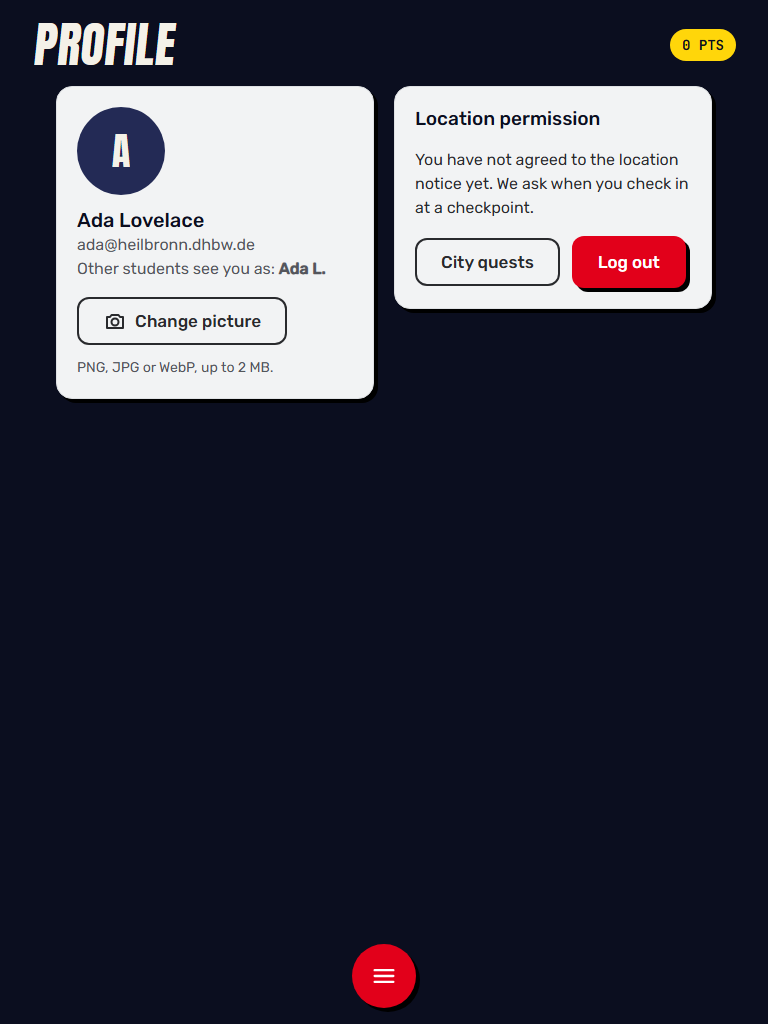 PROFILE
0 PTS
A
Ada Lovelace
ada@heilbronn.dhbw.de
Other students see you as: Ada L.
Change picture
PNG, JPG or WebP, up to 2 MB.
Location permission
You have not agreed to the location
notice yet. We ask when you check in
at a checkpoint.
City quests
Log out